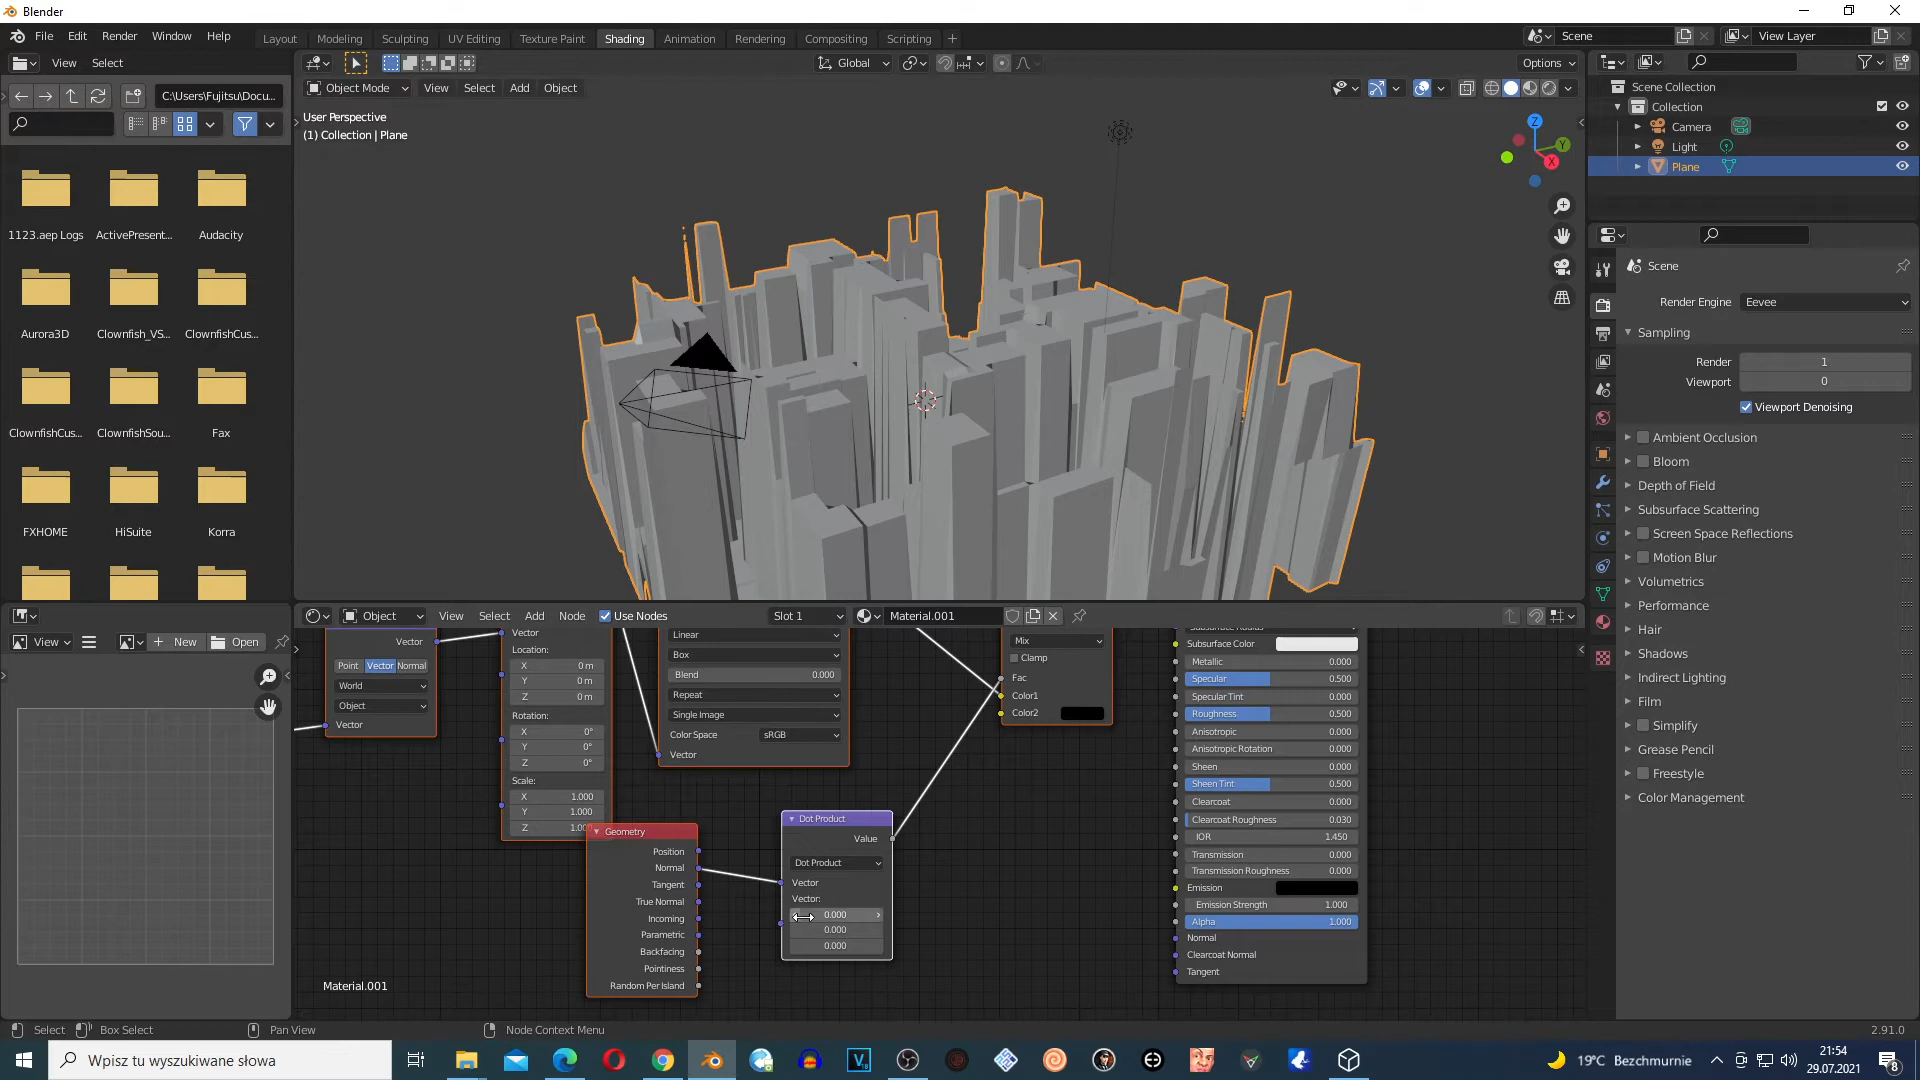 Blender
File Edit Render Window Help
Layout Modeling Sculpting UV Editing Texture Paint Shading Animation Rendering Compositing Scripting +
Scene View Layer
View Select
Global
Options
C:\Users\Fujitsu\Docu...
Object Mode View Select Add Object
User Perspective
(1) Collection | Plane
Z
Y
X
Scene Collection
Collection
Camera
Light
Plane
1123.aep Logs ActivePresent... Audacity
Aurora3D Clownfish_VS... ClownfishCus...
ClownfishCus... ClownfishSou... Fax
FXHOME HiSuite Korra
Scene
Render Engine Eevee
Sampling
Render 1
Viewport 0
Viewport Denoising
Ambient Occlusion
Bloom
Depth of Field
Subsurface Scattering
Screen Space Reflections
Motion Blur
Volumetrics
Performance
Hair
Shadows
Indirect Lighting
Film
Simplify
Grease Pencil
Freestyle
Color Management
View New Open
Object View Select Add Node Use Nodes Slot 1 Material.001
Vector
Point Vector Normal
World
Object
Vector
Vector
Location:
X 0 m
Y 0 m
Z 0 m
Rotation:
X 0°
Y 0°
Z 0°
Scale:
X 1.000
Y 1.000
Z 1.00
Linear
Box
Blend 0.000
Repeat
Single Image
Color Space sRGB
Vector
Geometry
Position
Normal
Tangent
True Normal
Incoming
Parametric
Backfacing
Pointiness
Random Per Island
Dot Product
Value
Dot Product
Vector
Vector:
0.000
0.000
0.000
Mix
Clamp
Fac
Color1
Color2
Subsurface Color
Metallic 0.000
Specular 0.500
Specular Tint 0.000
Roughness 0.500
Anisotropic 0.000
Anisotropic Rotation 0.000
Sheen 0.000
Sheen Tint 0.500
Clearcoat 0.000
Clearcoat Roughness 0.030
IOR 1.450
Transmission 0.000
Transmission Roughness 0.000
Emission
Emission Strength 1.000
Alpha 1.000
Normal
Clearcoat Normal
Tangent
Material.001
Select Box Select Pan View Node Context Menu 2.91.0
Wpisz tu wyszukiwane słowa
19°C Bezchmurnie
21:54
29.07.2021
8